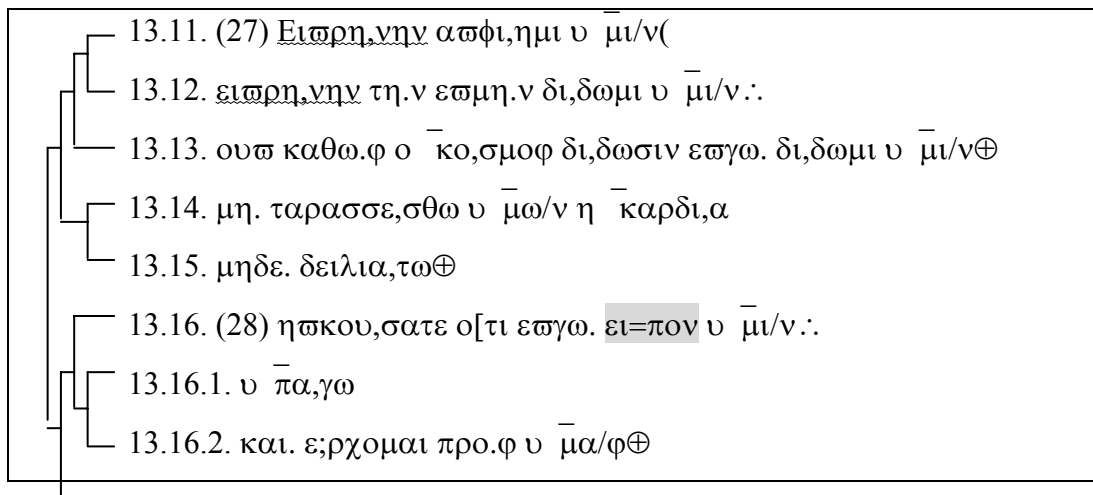 13.11. (27) Ειϖρη,νην αϖφι,ημι υ ̅μι/ν(
13.12. ειϖρη,νην τη.ν εϖμη.ν δι,δωμι υ ̅μι/ν∴
13.13. ουϖ καθω.φ ο ̅κο,σμοφ δι,δωσιν εϖγω. δι,δωμι υ ̅μι/ν⊕
13.14. μη. ταρασσε,σθω υ ̅μω/ν η ̅καρδι,α
13.15. μηδε. δειλια,τω⊕
13.16. (28) ηϖκου,σατε ο[τι εϖγω. ει=πον υ ̅μι/ν∴
13.16.1. υ ̅πα,γω
13.16.2. και. ε;ρχομαι προ.φ υ ̅μα/φ⊕